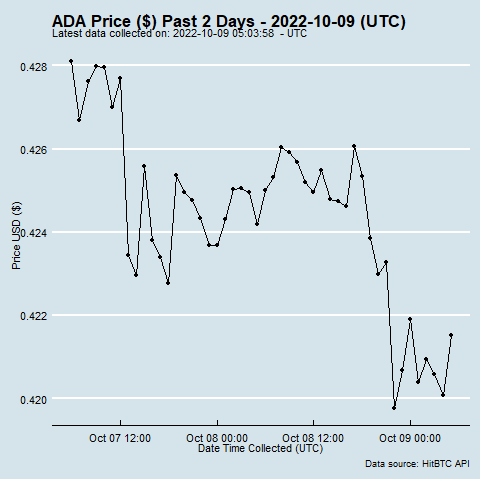 ADA Price ($) Past 2 Days - 2022-10-09 (UTC)
Latest data collected on: 2022-10-09 05:03:58 - UTC
0.428
0.426
0.424
0.422
0.420
Price USD ($)
Oct 07 12:00 Oct 08 00:00 Oct 08 12:00 Oct 09 00:00
Date Time Collected (UTC)
Data source: HitBTC API